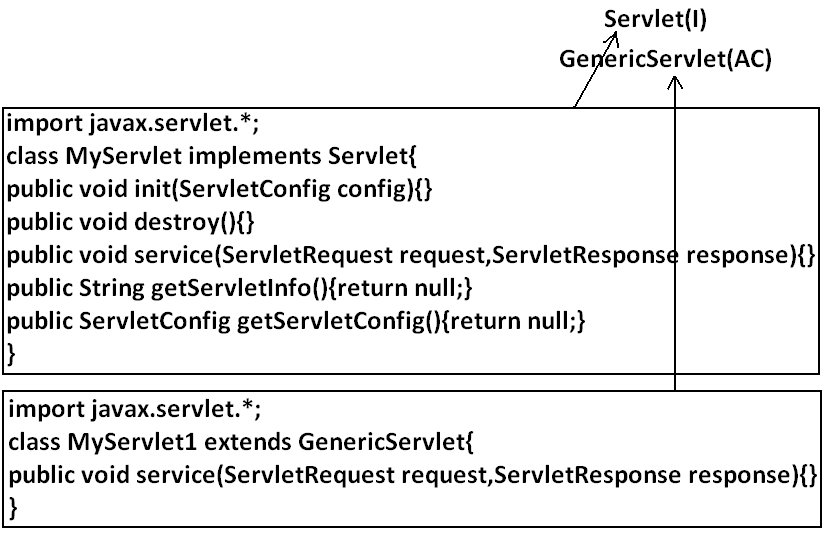 Servlet(I)
GenericServlet(AC)
import javax.servlet.*;
class MyServlet implements Servlet{
public void init(ServletConfig config){}
public void destroy(){}
public void service(ServletRequest request,ServletResponse response){}
public String getServletInfo(){return null;}
public ServletConfig getServletConfig(){return null;}
}
import javax.servlet.*;
class MyServlet1 extends GenericServlet{
public void service(ServletRequest request,ServletResponse response){}
}